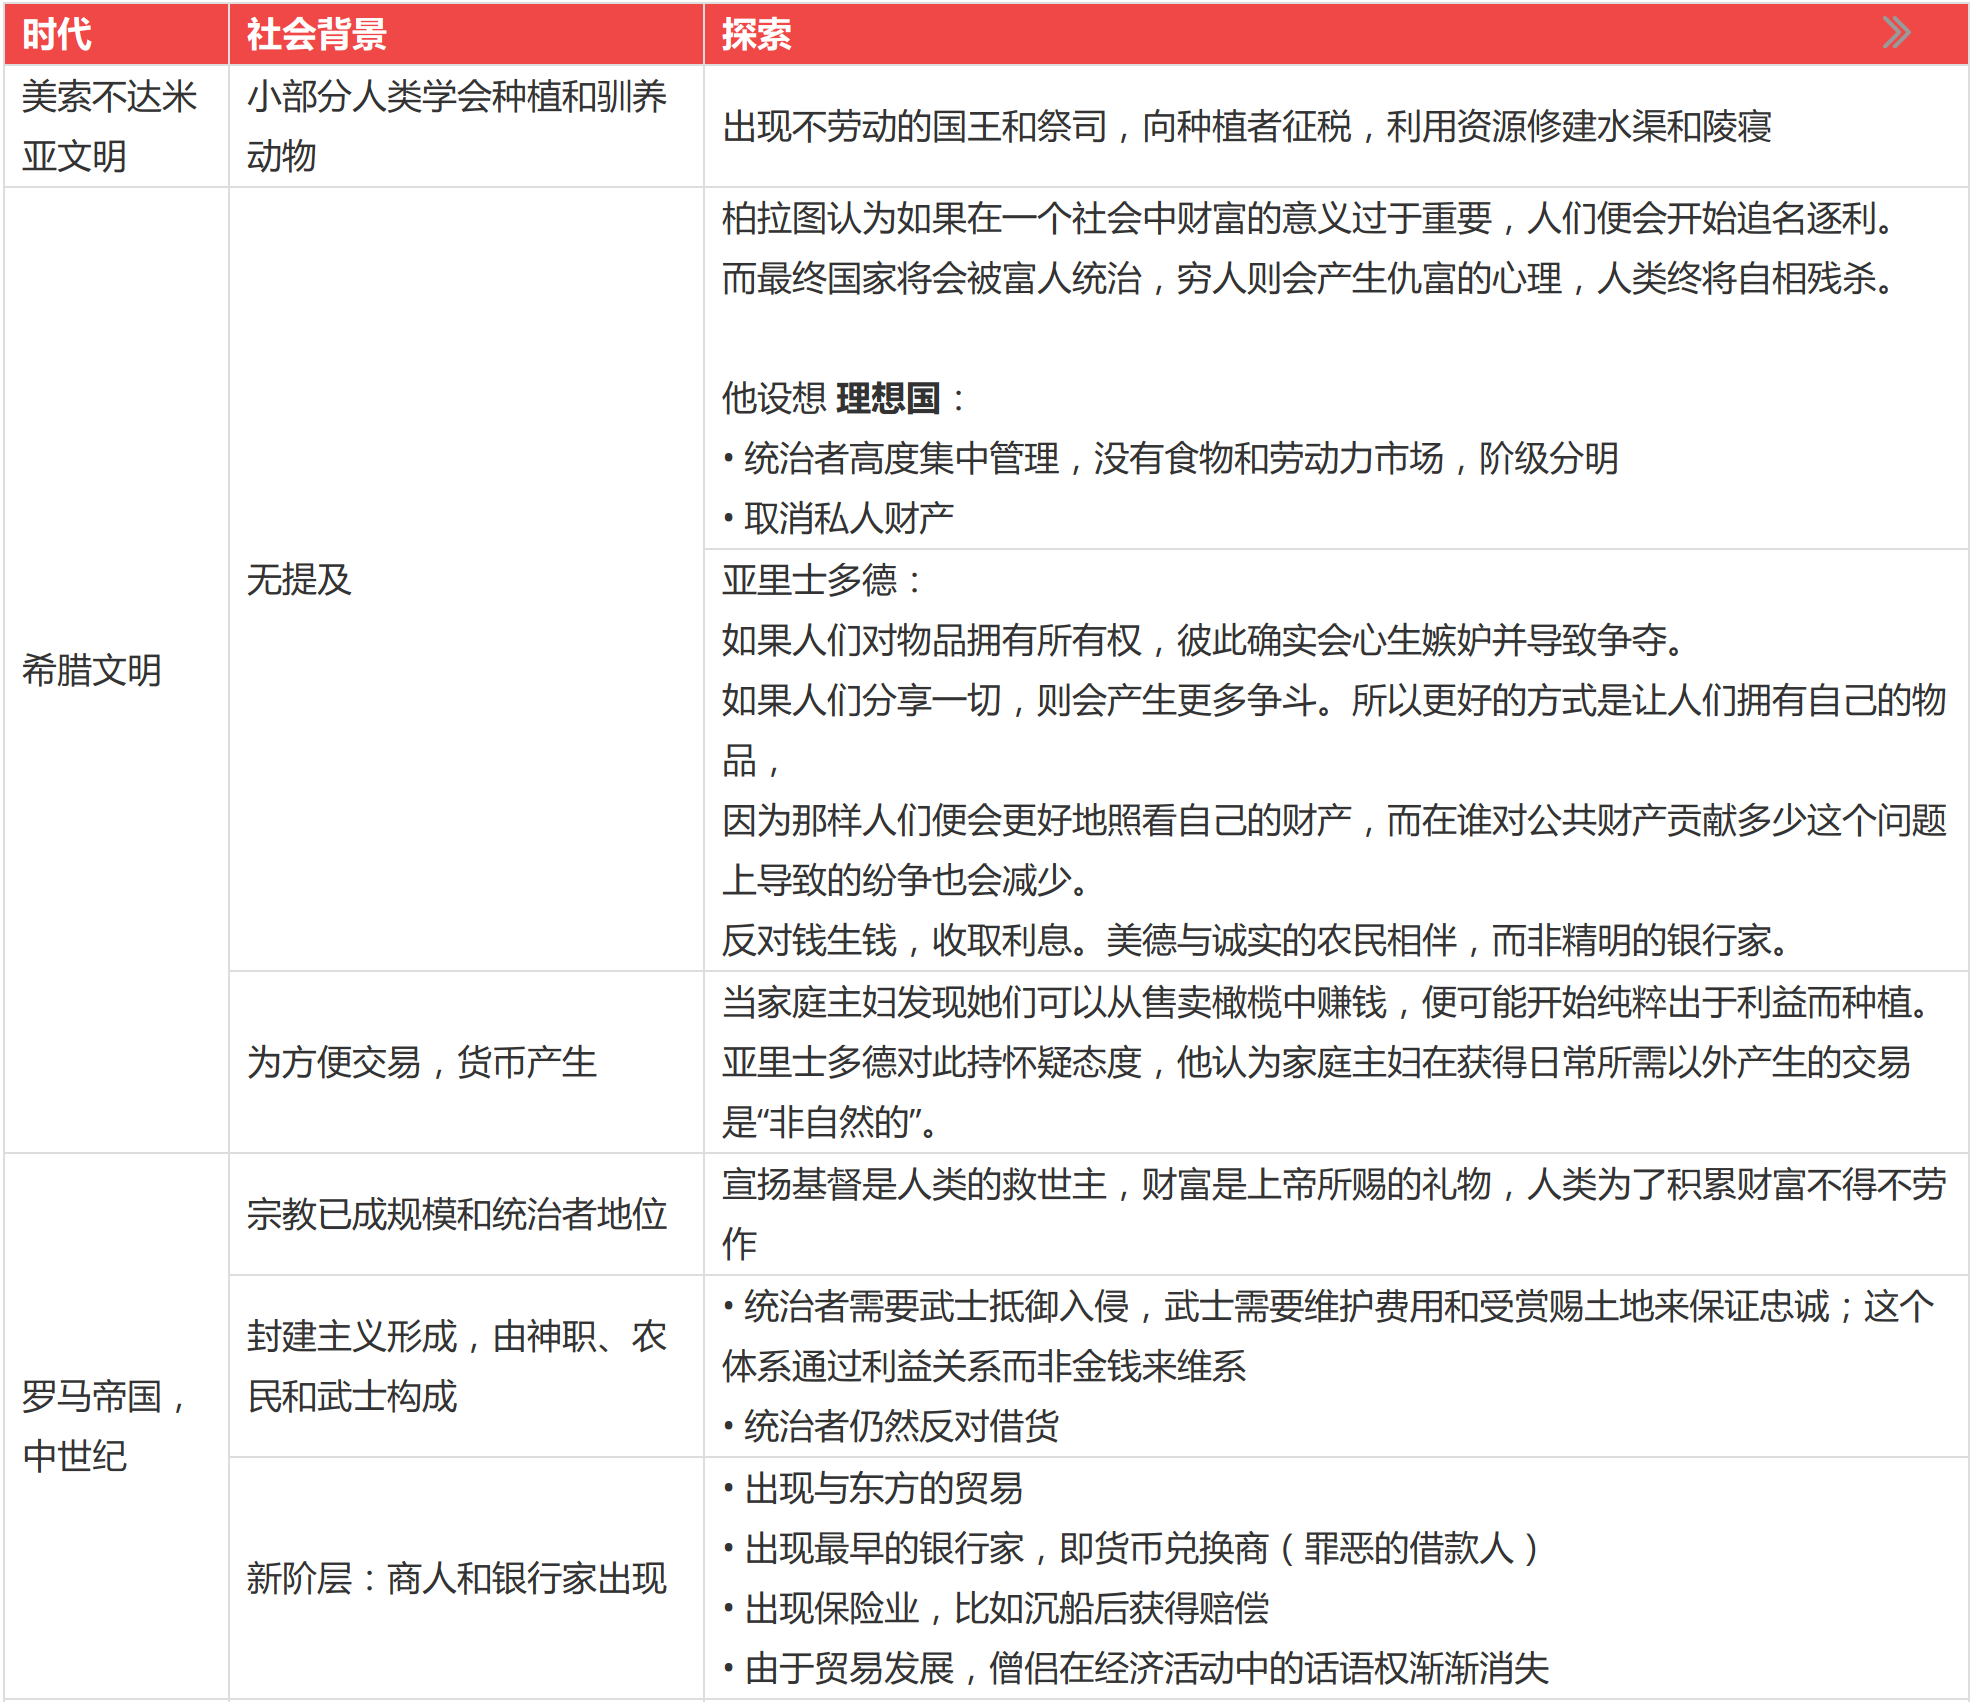 时代
社会背景
探索
美索不达米
亚文明
小部分人类学会种植和驯养
动物
出现不劳动的国王和祭司，向种植者征税，利用资源修建水渠和陵寝
希腊文明
无提及
柏拉图认为如果在一个社会中财富的意义过于重要，人们便会开始追名逐利。
而最终国家将会被富人统治，穷人则会产生仇富的心理，人类终将自相残杀。
他设想 理想国：
• 统治者高度集中管理，没有食物和劳动力市场，阶级分明
• 取消私人财产
亚里士多德：
如果人们对物品拥有所有权，彼此确实会心生嫉妒并导致争夺。
如果人们分享一切，则会产生更多争斗。所以更好的方式是让人们拥有自己的物
品，
因为那样人们便会更好地照看自己的财产，而在谁对公共财产贡献多少这个问题
上导致的纷争也会减少。
反对钱生钱，收取利息。美德与诚实的农民相伴，而非精明的银行家。
为方便交易，货币产生
当家庭主妇发现她们可以从售卖橄榄中赚钱，便可能开始纯粹出于利益而种植。
亚里士多德对此持怀疑态度，他认为家庭主妇在获得日常所需以外产生的交易
是“非自然的”。
罗马帝国，
中世纪
宗教已成规模和统治者地位
宣扬基督是人类的救世主，财富是上帝所赐的礼物，人类为了积累财富不得不劳
作
封建主义形成，由神职、农
民和武士构成
• 统治者需要武士抵御入侵，武士需要维护费用和受赏赐土地来保证忠诚；这个
体系通过利益关系而非金钱来维系
• 统治者仍然反对借货
新阶层：商人和银行家出现
• 出现与东方的贸易
• 出现最早的银行家，即货币兑换商（罪恶的借款人）
• 出现保险业，比如沉船后获得赔偿
• 由于贸易发展，僧侣在经济活动中的话语权渐渐消失